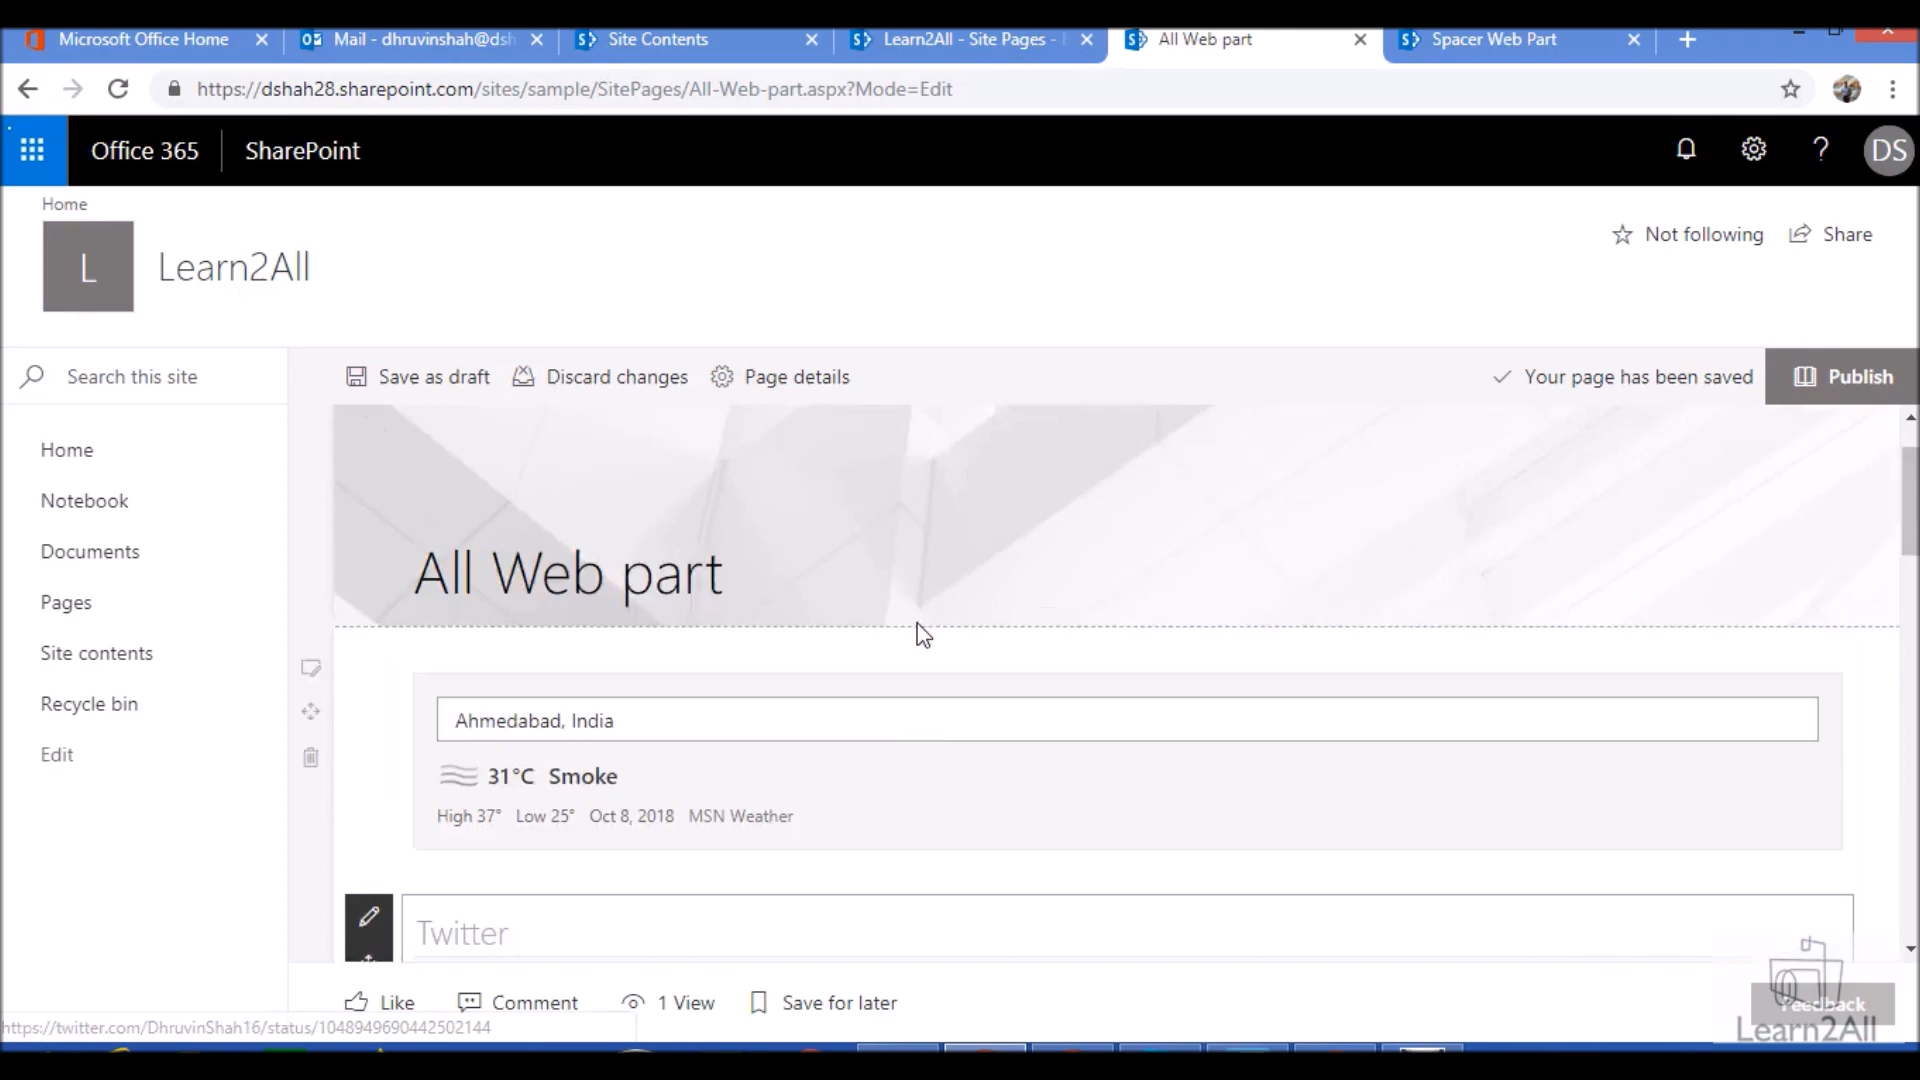 Microsoft Office Home
Mail - dhruvinshah@dsh
Site Contents
Learn2All - Site Pages -
All Web part
Spacer Web Part
https://dshah28.sharepoint.com/sites/sample/SitePages/All-Web-part.aspx?Mode=Edit
Office 365
SharePoint
DS
Home
L
Learn2All
Not following
Share
Search this site
Save as draft
Discard changes
Page details
Your page has been saved
Publish
Home
Notebook
Documents
Pages
Site contents
Recycle bin
Edit
All Web part
Ahmedabad, India
31°C Smoke
High 37° Low 25° Oct 8, 2018 MSN Weather
Twitter
Like
Comment
1 View
Save for later
Feedback
Learn2All
https://twitter.com/DhruvinShah16/status/1048949690442502144